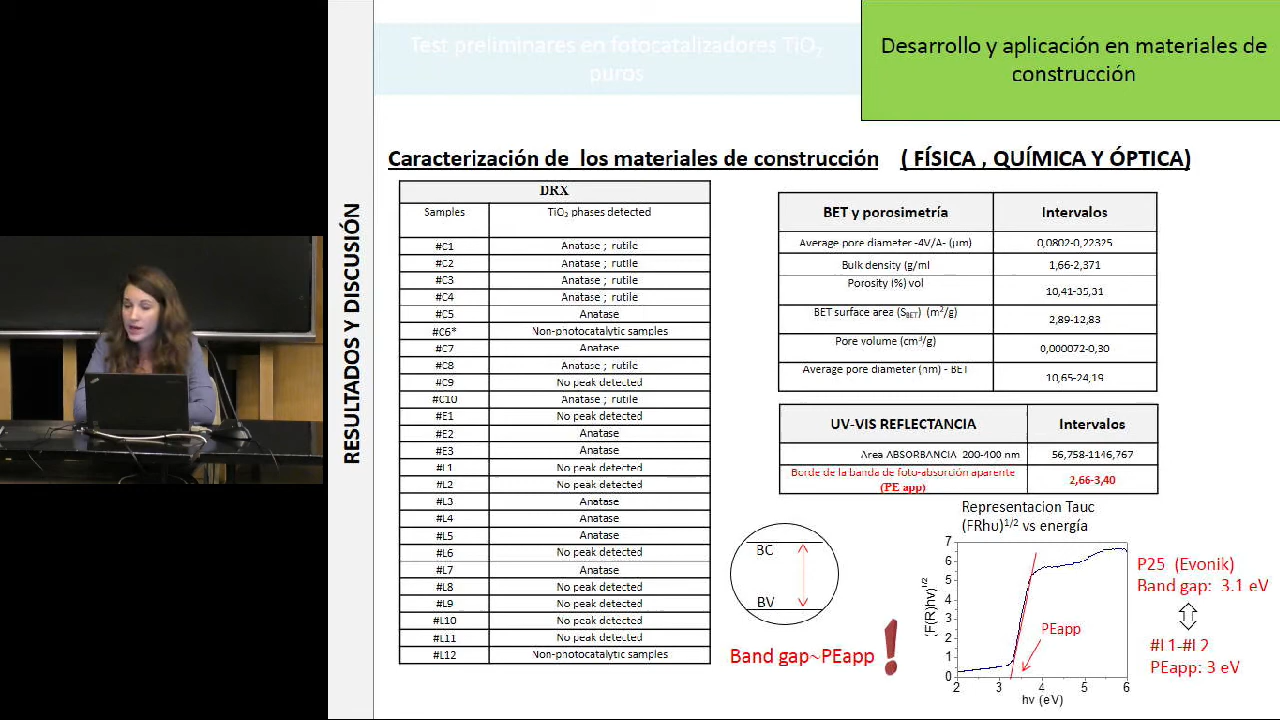 Test preliminares en fotocatalizadores TiO₂
puros
Desarrollo y aplicación en materiales de
construcción
RESULTADOS Y DISCUSIÓN
Caracterización de los materiales de construcción ( FÍSICA , QUÍMICA Y ÓPTICA)
DRX
Samples TiO₂ phases detected
#C1 Anatase ; rutile
#C2 Anatase ; rutile
#C3 Anatase ; rutile
#C4 Anatase ; rutile
#C5 Anatase
#C6* Non-photocatalytic samples
#C7 Anatase
#C8 Anatase ; rutile
#C9 No peak detected
#C10 Anatase ; rutile
#E1 No peak detected
#E2 Anatase
#E3 Anatase
#L1 No peak detected
#L2 No peak detected
#L3 Anatase
#L4 Anatase
#L5 Anatase
#L6 No peak detected
#L7 Anatase
#L8 No peak detected
#L9 No peak detected
#L10 No peak detected
#L11 No peak detected
#L12 Non-photocatalytic samples
BET y porosimetría Intervalos
Average pore diameter -4V/A- (µm) 0,0802-0,22325
Bulk density (g/ml 1,66-2,371
Porosity (%) vol 10,41-35,31
BET surface area (S_BET) (m²/g) 2,89-12,83
Pore volume (cm³/g) 0,000072-0,30
Average pore diameter (nm) - BET 10,65-24,19
UV-VIS REFLECTANCIA Intervalos
Area ABSORBANCIA 200-400 nm 56,758-1146,767
Borde de la banda de foto-absorción aparente
(PE app) 2,66-3,40
BC
BV
Band gap~PEapp
Representacion Tauc
(FRhυ)¹/² vs energía
(F(R)hν)¹/²
7
6
5
4
3
2
1
0
PEapp
2 3 4 5 6
hν (eV)
P25 (Evonik)
Band gap: 3.1 eV
#L1-#L2
PEapp: 3 eV